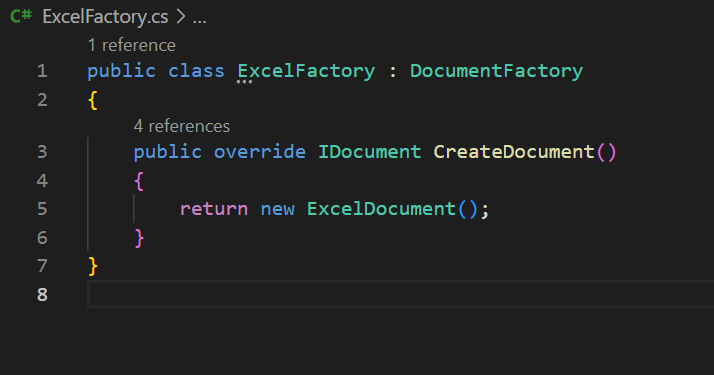 C# ExcelFactory.cs > ...
1 reference
1 public class ExcelFactory : DocumentFactory
2 {
4 references
3 public override IDocument CreateDocument()
4 {
5 return new ExcelDocument();
6 }
7 }
8